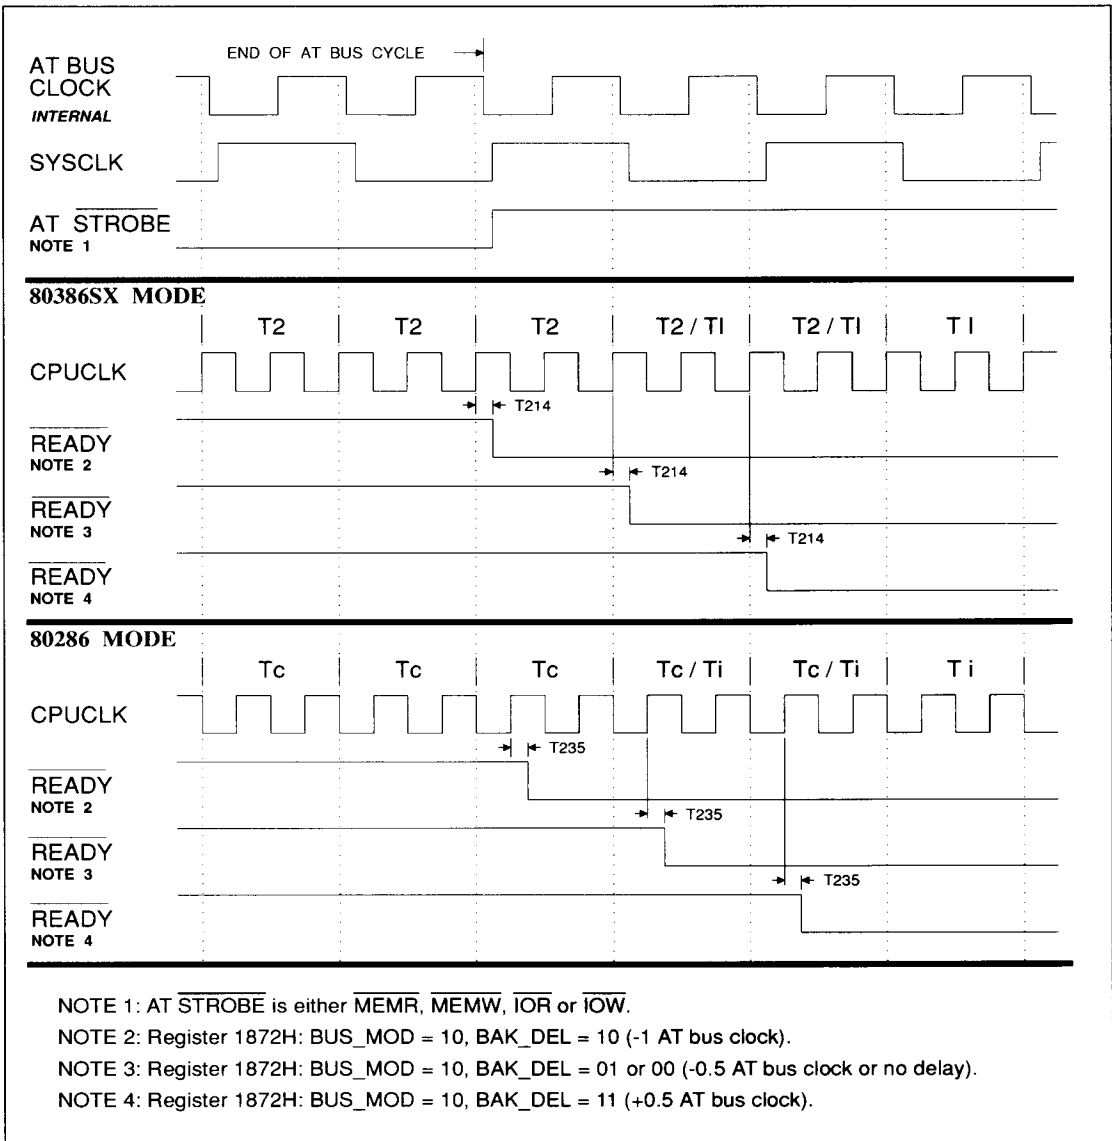 END OF AT BUS CYCLE
AT BUS
CLOCK
INTERNAL
SYSCLK
AT STROBE
NOTE 1
80386SX MODE
T2 T2 T2 T2 / TI T2 / TI T I
CPUCLK
T214
READY
NOTE 2
T214
READY
NOTE 3
T214
READY
NOTE 4
80286 MODE
Tc Tc Tc Tc / Ti Tc / Ti T i
CPUCLK
T235
READY
NOTE 2
T235
READY
NOTE 3
T235
READY
NOTE 4
NOTE 1: AT STROBE is either MEMR, MEMW, IOR or IOW.
NOTE 2: Register 1872H: BUS_MOD = 10, BAK_DEL = 10 (-1 AT bus clock).
NOTE 3: Register 1872H: BUS_MOD = 10, BAK_DEL = 01 or 00 (-0.5 AT bus clock or no delay).
NOTE 4: Register 1872H: BUS_MOD = 10, BAK_DEL = 11 (+0.5 AT bus clock).